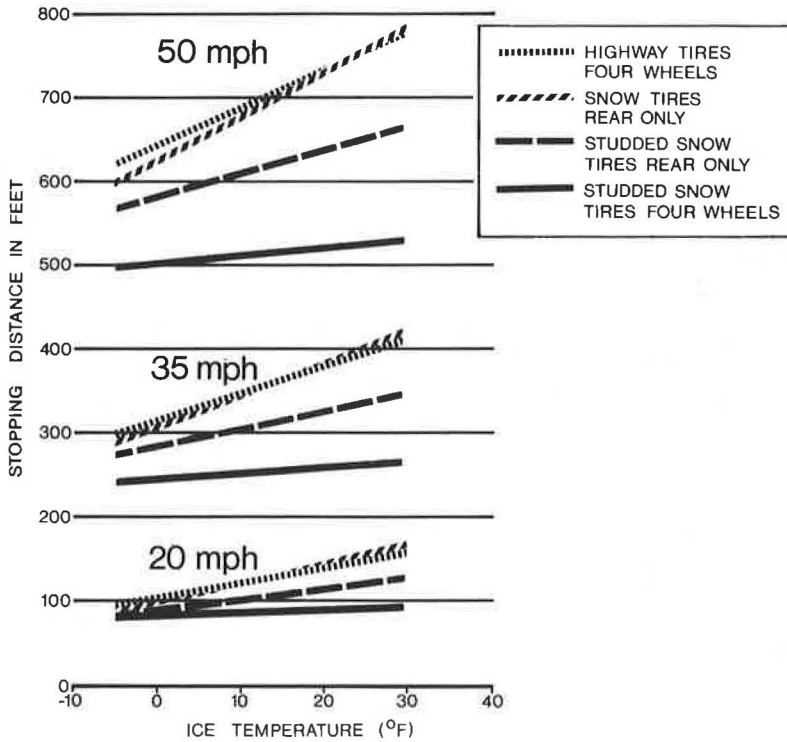 800
700
600
500
400
300
200
100
0
STOPPING DISTANCE IN FEET
50 mph
35 mph
20 mph
-10
0
10
20
30
40
ICE TEMPERATURE (°F)
HIGHWAY TIRES
FOUR WHEELS
SNOW TIRES
REAR ONLY
STUDDED SNOW
TIRES REAR ONLY
STUDDED SNOW
TIRES FOUR WHEELS